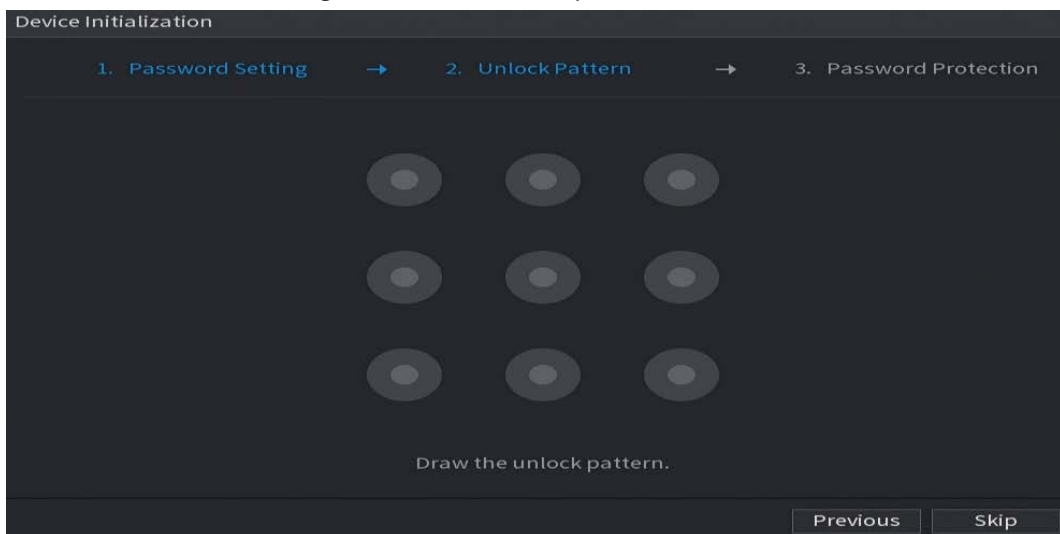 Device Initialization
1. Password Setting → 2. Unlock Pattern → 3. Password Protection
Draw the unlock pattern.
Previous Skip